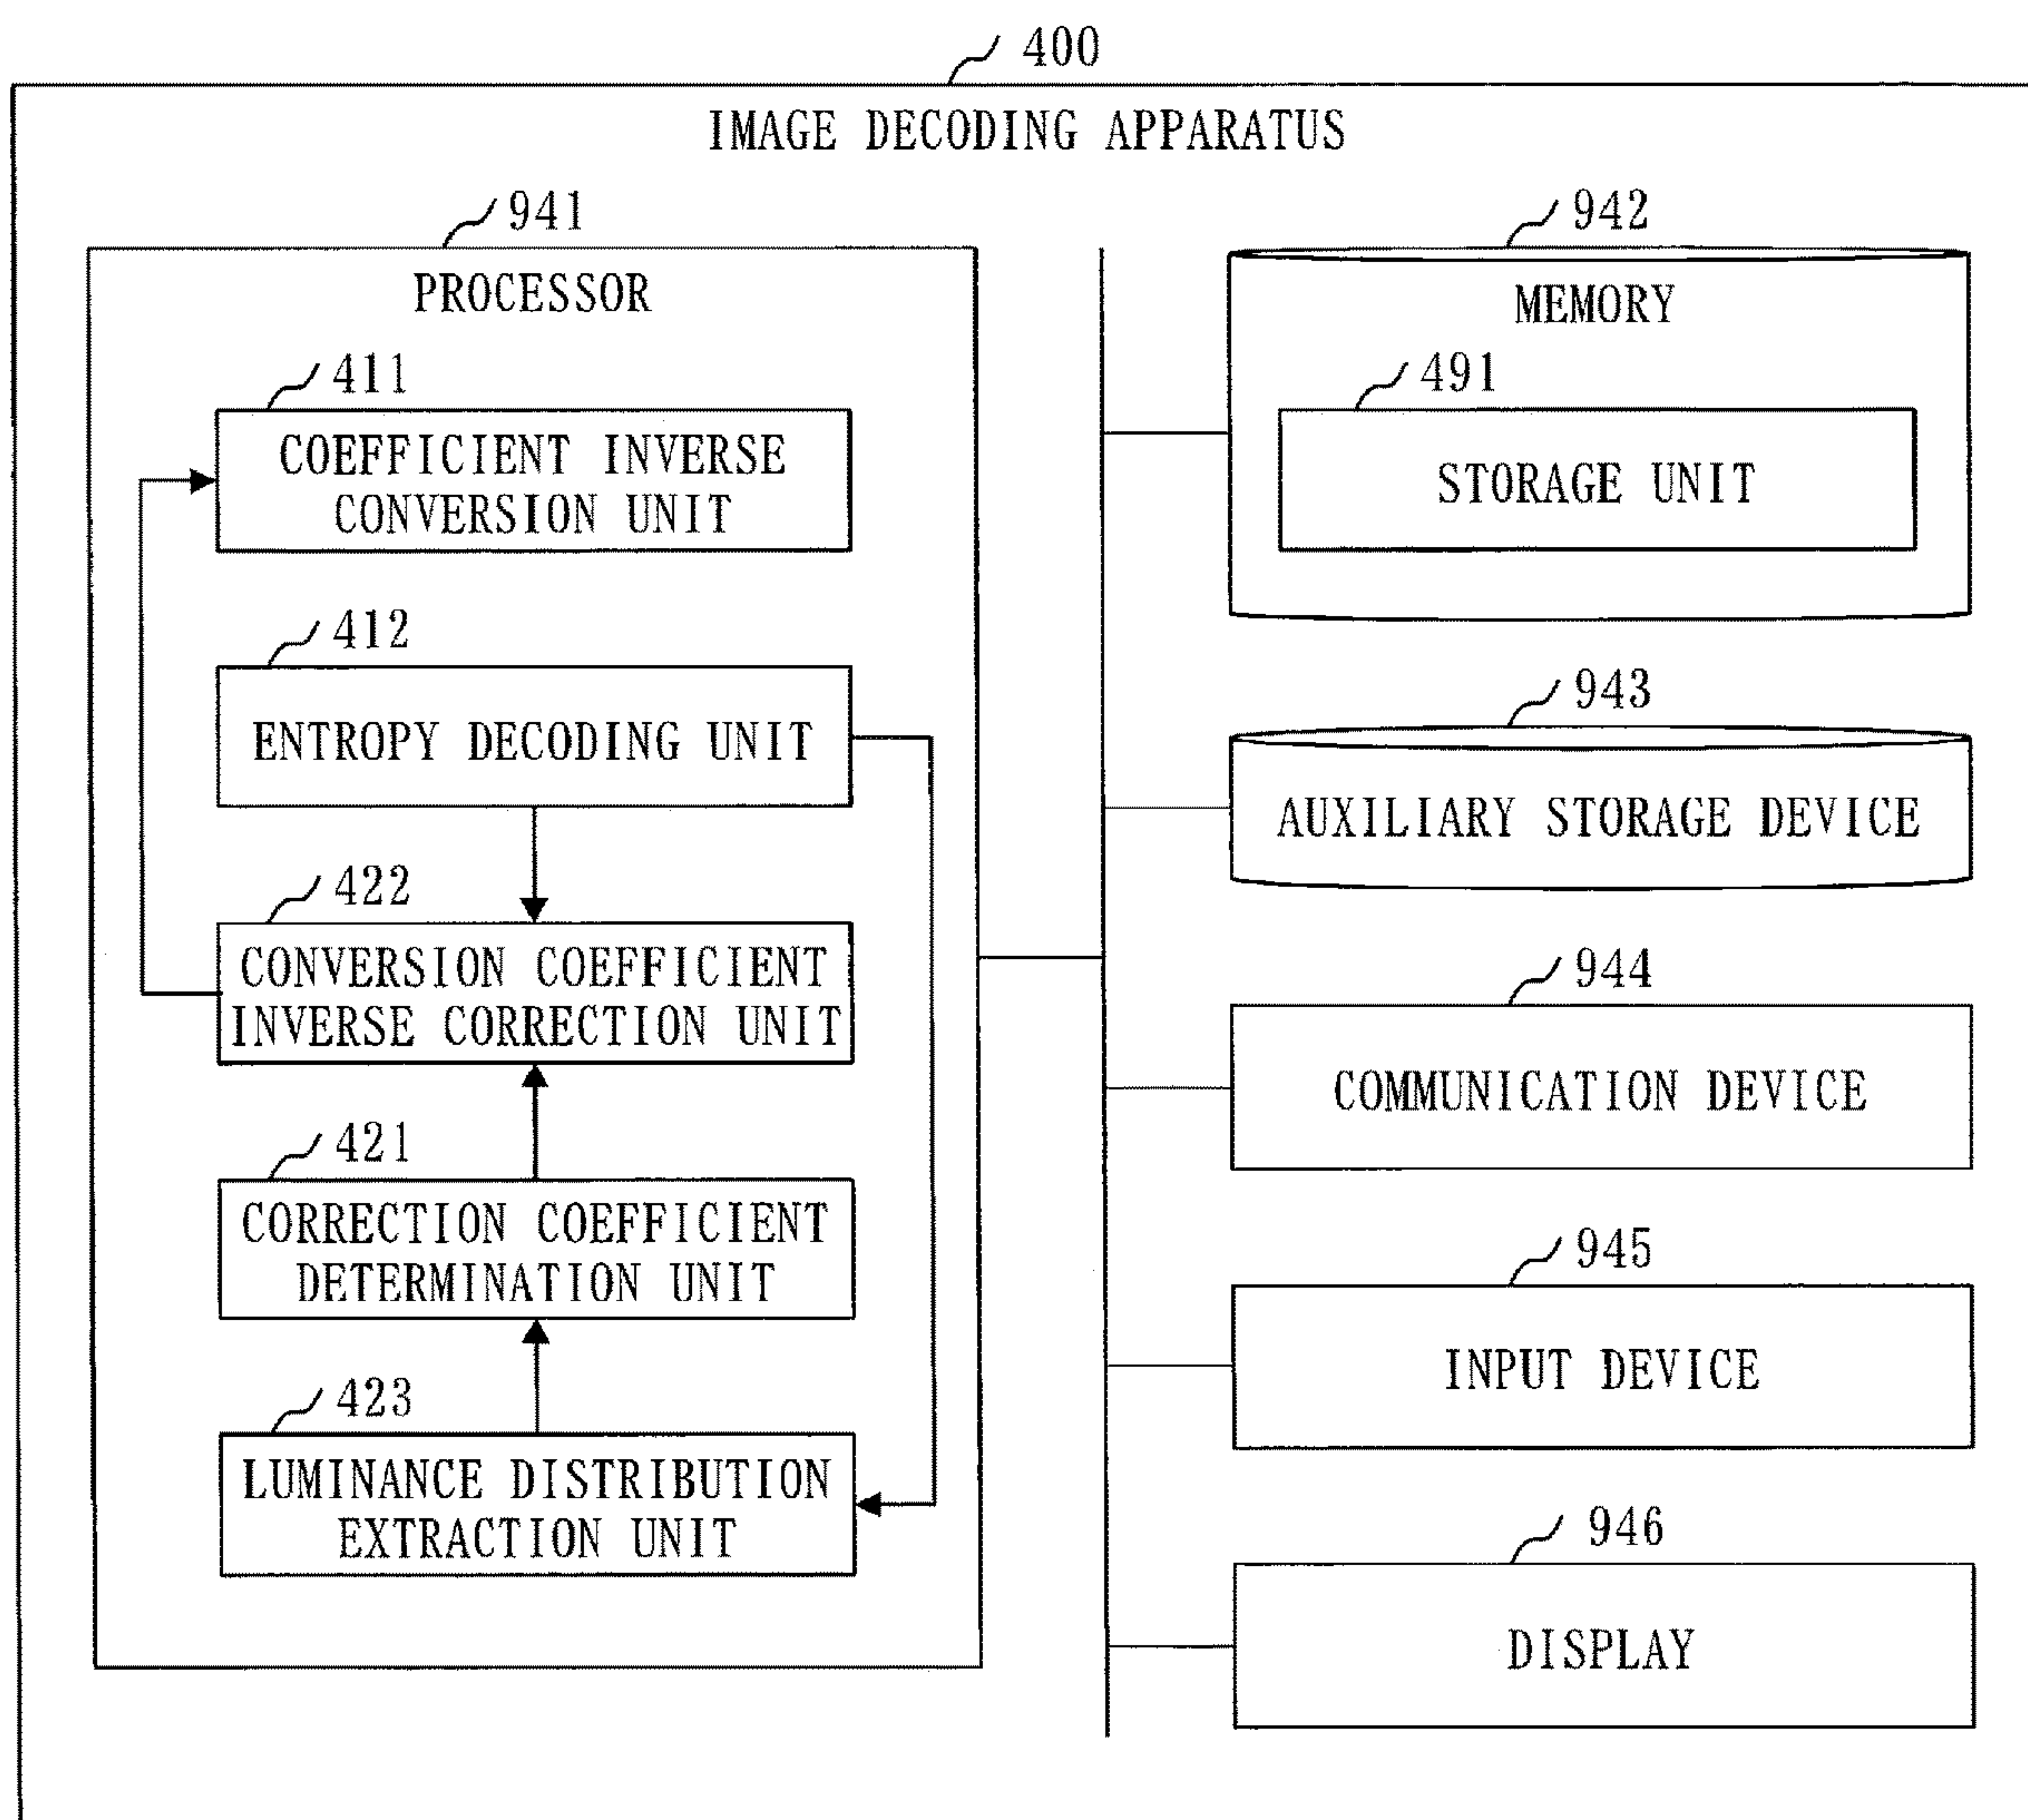 400
IMAGE DECODING APPARATUS
941
PROCESSOR
411
COEFFICIENT INVERSE
CONVERSION UNIT
412
ENTROPY DECODING UNIT
422
CONVERSION COEFFICIENT
INVERSE CORRECTION UNIT
421
CORRECTION COEFFICIENT
DETERMINATION UNIT
423
LUMINANCE DISTRIBUTION
EXTRACTION UNIT
942
MEMORY
491
STORAGE UNIT
943
AUXILIARY STORAGE DEVICE
944
COMMUNICATION DEVICE
945
INPUT DEVICE
946
DISPLAY